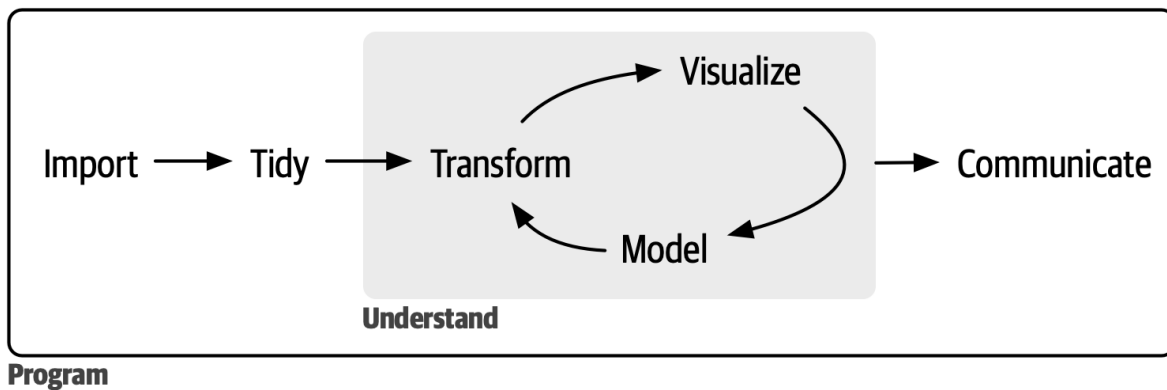 Import
Tidy
Transform
Visualize
Model
Communicate
Understand
Program